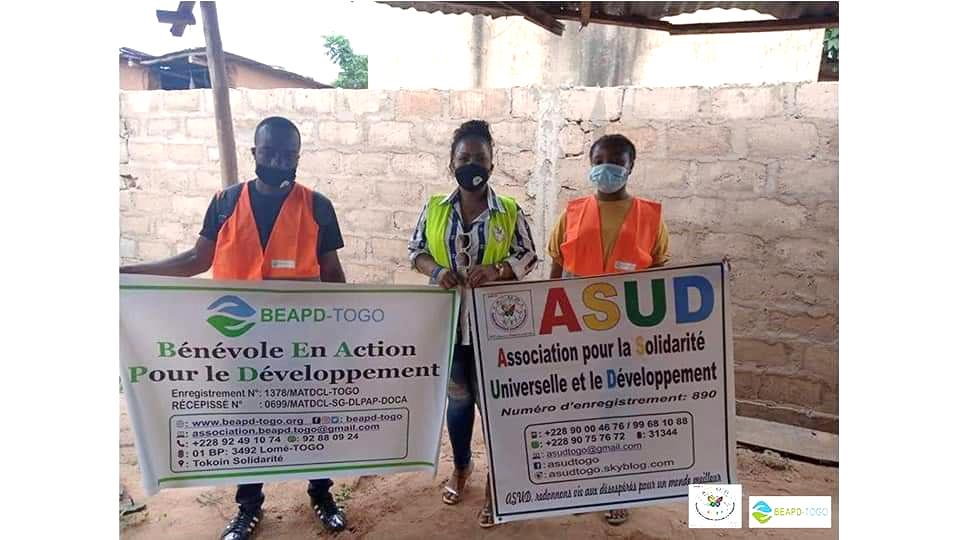 BEAPD-TOGO
Bénévole En Action
Pour le Développement
Enregistrement N°: 1378/MATDCL-TOGO
RÉCEPISSÉ N° : 0699/MATDCL-SG-DLPAP-DOCA
: www.beapd-togo.org : beapd-togo
: association.beapd.togo@gmail.com
: +228 92 49 10 74 : 92 88 09 24
: 01 BP: 3492 Lomé-TOGO
: Tokoin Solidarité
ASUD
Association pour la Solidarité
Universelle et le Développement
Numéro d'enregistrement: 890
: +228 90 00 46 76 / 99 68 10 88
: +228 90 75 76 72 : 31344
: asudtogo@gmail.com
: asudtogo
: asudtogo.skyblog.com
ASUD, redonnons vie aux désespérés pour un monde meilleur
BEAPD-TOGO